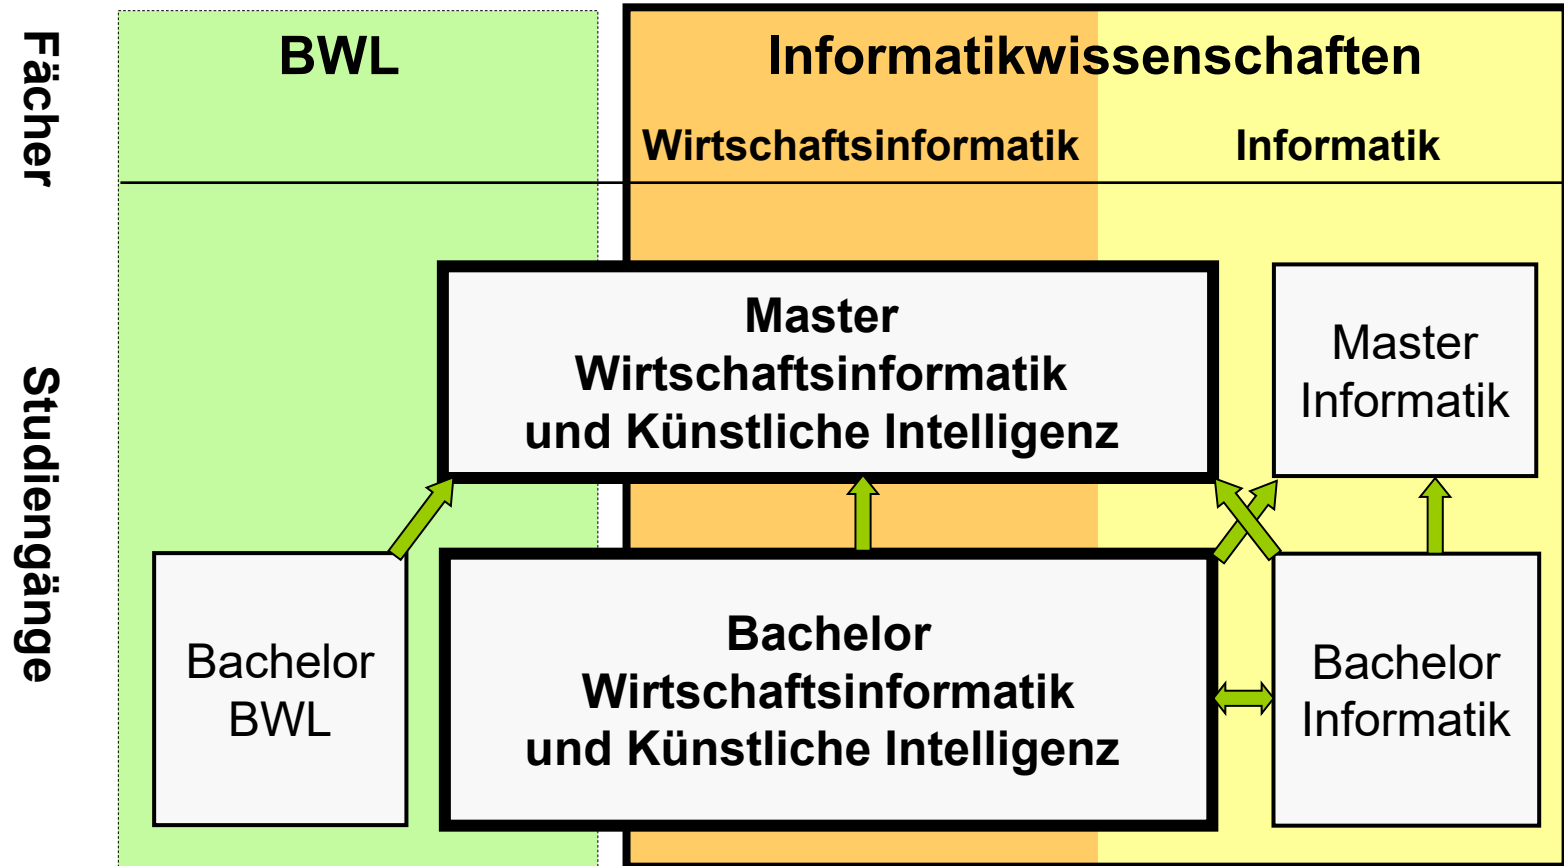 Fächer
BWL
Informatikwissenschaften
Wirtschaftsinformatik
Informatik
Studiengänge
Master
Wirtschaftsinformatik
und Künstliche Intelligenz
Master
Informatik
Bachelor
BWL
Bachelor
Wirtschaftsinformatik
und Künstliche Intelligenz
Bachelor
Informatik